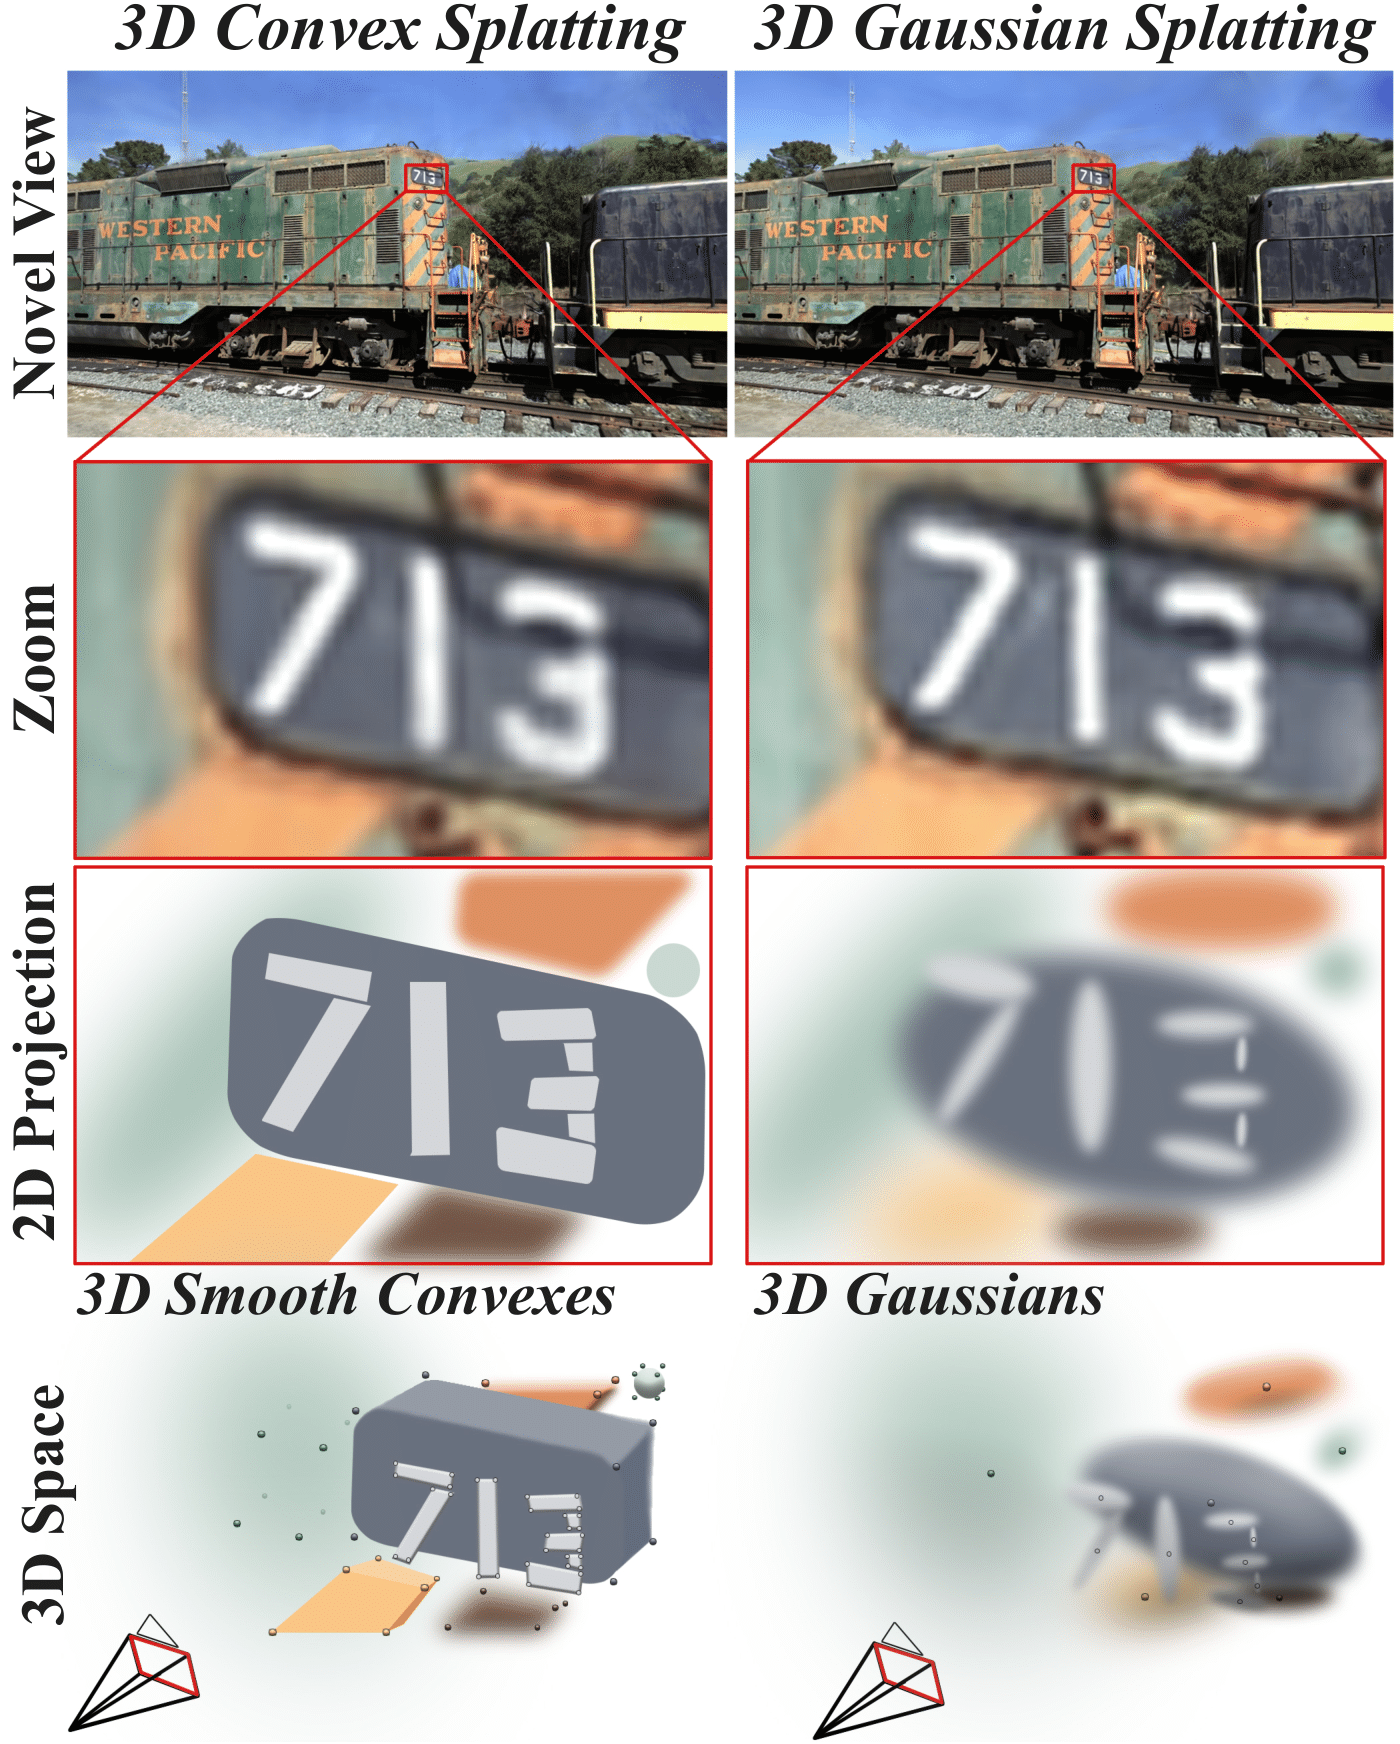 3D Convex Splatting
3D Gaussian Splatting
Novel View
713
WESTERN
PACIFIC
713
WESTERN
PACIFIC
Zoom
713
713
2D Projection
713
713
3D Smooth Convexes
3D Gaussians
3D Space
713
713